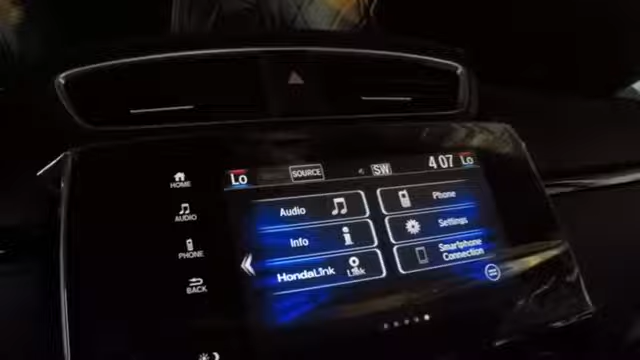 Lo SOURCE SW 4 07 Lo
HOME
AUDIO
PHONE
BACK
Audio
Phone
Info
Settings
HondaLink
Link
Smartphone
Connection